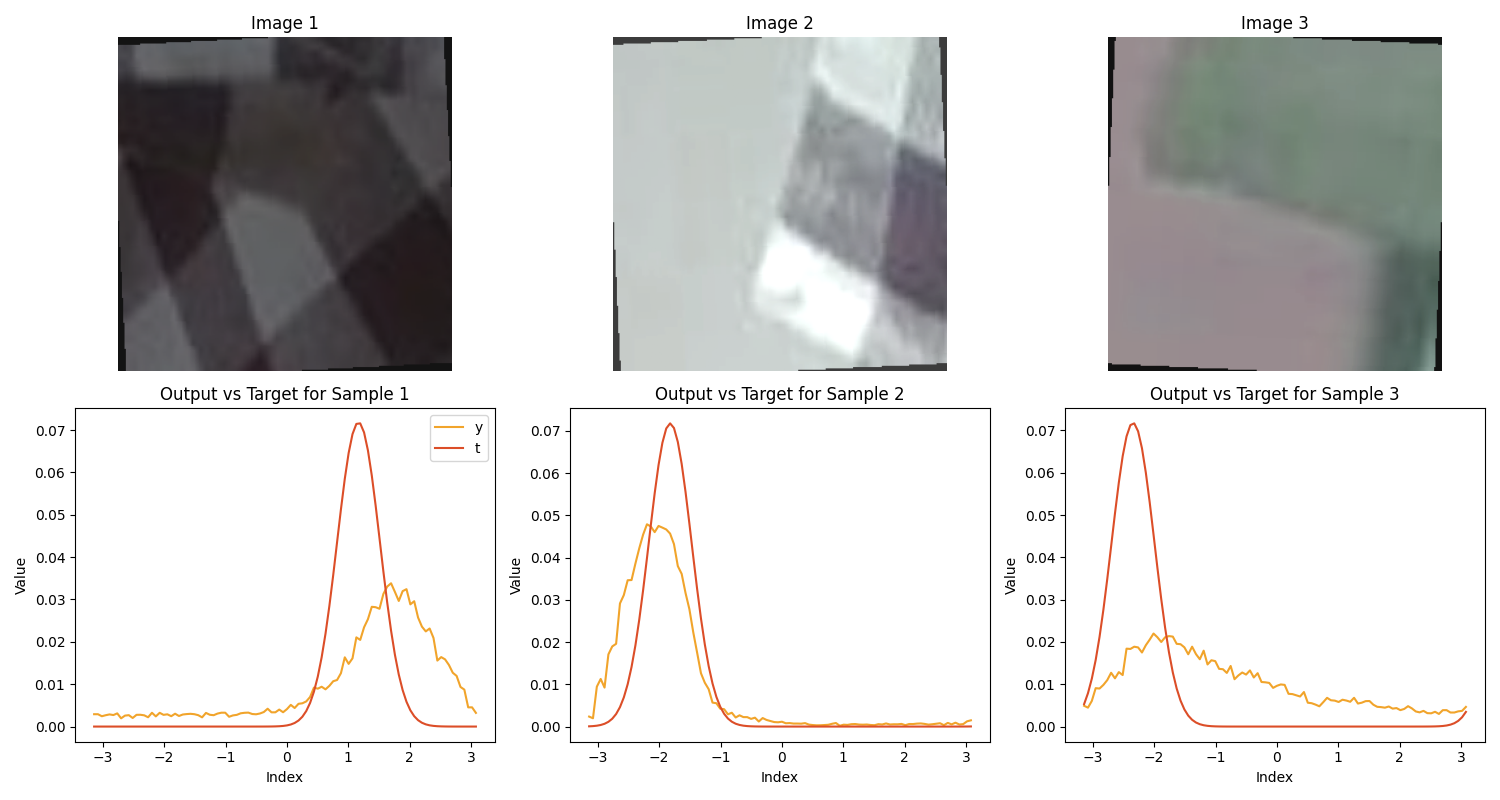 Image 1
Image 2
Image 3
Output vs Target for Sample 1
0.07
0.06
0.05
0.04
0.03
0.02
0.01
0.00
Value
−3 −2 −1 0 1 2 3
Index
y
t
Output vs Target for Sample 2
0.07
0.06
0.05
0.04
0.03
0.02
0.01
0.00
Value
−3 −2 −1 0 1 2 3
Index
Output vs Target for Sample 3
0.07
0.06
0.05
0.04
0.03
0.02
0.01
0.00
Value
−3 −2 −1 0 1 2 3
Index